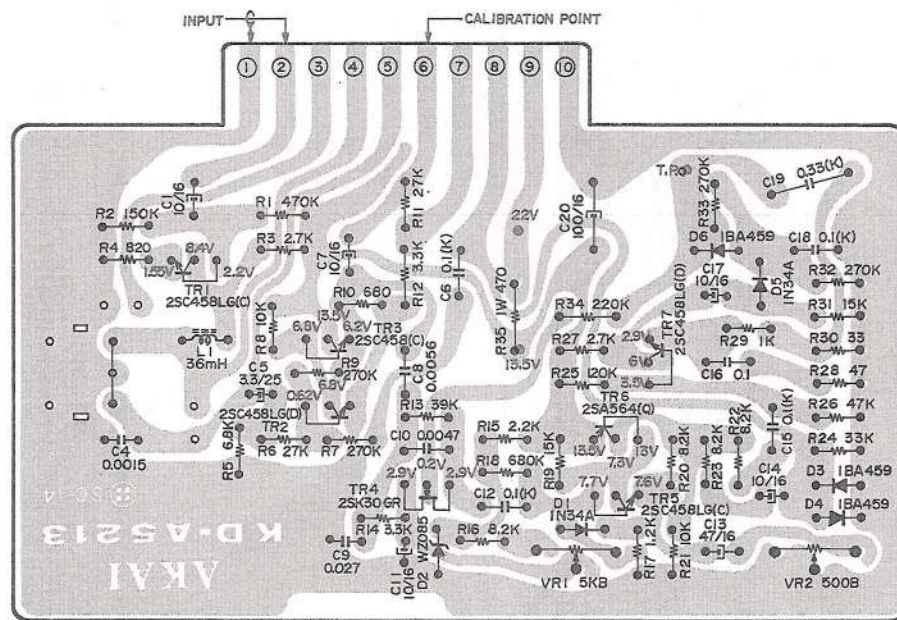 INPUT
CALIBRATION POINT
1 2 3 4 5 6 7 8 9 10
C1 10/16
R2 150K
R4 820
1.55V
8.4V
2.2V
TR1
2SC458LG(C)
L1
36mH
R1 470K
R3 2.7K
C7 10/16
R10 680
13.5V
6.8V
6.2V
TR3
2SC458(C)
R8 10K
R9
270K
6.8V
C5
3.3/25
0.62V
2SC458LG(D)
TR2
R6 27K
R7 270K
R5 6.8K
C4
0.0015
R11 27K
R12 3.3K
C6 0.1(K)
22V
R35 1W 470
13.5V
C8 0.0056
R13 39K
C10 0.0047
0.2V
2.9V
2.9V
TR4
2SK30GR
R14 3.3K
C9
0.027
C11 10/16
D2 WZ085
R15 2.2K
R18 680K
C12 0.1(K)
R16 8.2K
C20 100/16
R34 220K
R27 2.7K
R25 120K
TR6
2SA564(Q)
13.5V
7.3V
13V
R19 15K
7.7V
7.6V
TR5
2SC458LG(C)
D1
1N34A
VR1 5KB
R17 1.2K
R21 10K
R20 8.2K
R23 8.2K
R22 8.2K
2.9V
6V
3.5V
TR7
2SC458LG(D)
T.P
R33 270K
D6 1BA459
C17
10/16
D5 1N34A
R29
1K
C16 0.1
C19 0.33(K)
C18 0.1(K)
R32 270K
R31 15K
R30 33
R28 47
R26 47K
R24 33K
C15 0.1(K)
C14
10/16
D3 1BA459
D4 1BA459
C13
47/16
VR2 500B
KD-A5213
AKAI